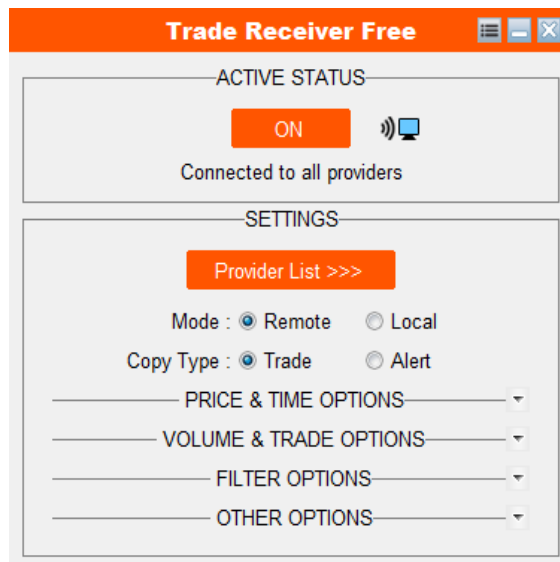 Trade Receiver Free
ACTIVE STATUS
ON
Connected to all providers
SETTINGS
Provider List >>>
Mode : Remote Local
Copy Type : Trade Alert
PRICE & TIME OPTIONS
VOLUME & TRADE OPTIONS
FILTER OPTIONS
OTHER OPTIONS